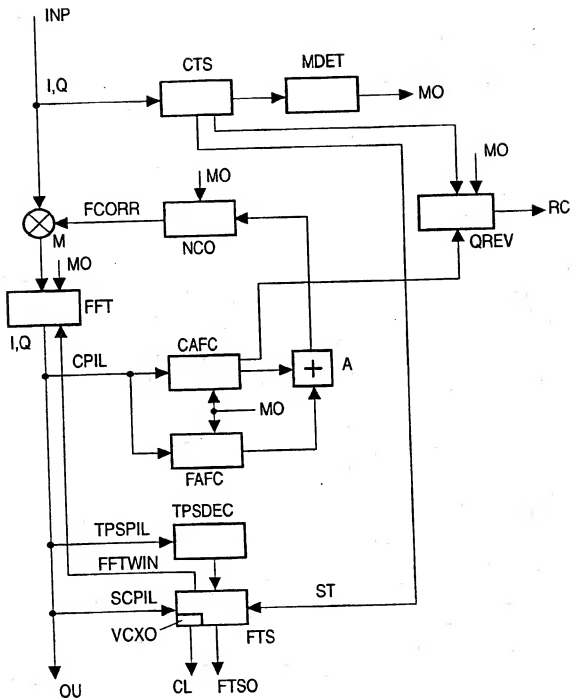 INP
CTS
MDET
I,Q
MO
MO
MO
FCORR
RC
M
NCO
QREV
MO
FFT
I,Q
CAFC
CPIL
+
A
MO
FAFC
TPSDEC
TPSPIL
FFTWIN
SCPIL
ST
VCXO
FTS
OU
CL
FTSO